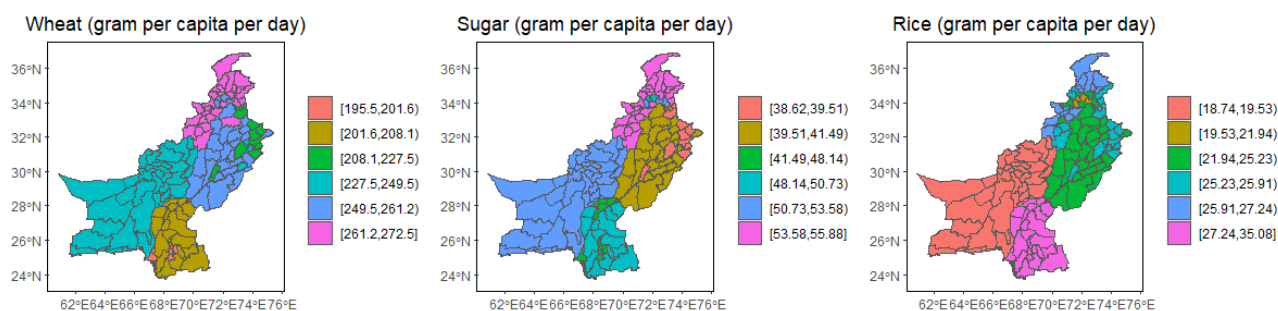 Wheat (gram per capita per day)
36°N
34°N
32°N
30°N
28°N
26°N
24°N
62°E64°E66°E68°E70°E72°E74°E76°E
[195.5,201.6)
[201.6,208.1)
[208.1,227.5)
[227.5,249.5)
[249.5,261.2)
[261.2,272.5]
Sugar (gram per capita per day)
36°N
34°N
32°N
30°N
28°N
26°N
24°N
62°E64°E66°E68°E70°E72°E74°E76°E
[38.62,39.51)
[39.51,41.49)
[41.49,48.14)
[48.14,50.73)
[50.73,53.58)
[53.58,55.88]
Rice (gram per capita per day)
36°N
34°N
32°N
30°N
28°N
26°N
24°N
62°E64°E66°E68°E70°E72°E74°E76°E
[18.74,19.53)
[19.53,21.94)
[21.94,25.23)
[25.23,25.91)
[25.91,27.24)
[27.24,35.08]